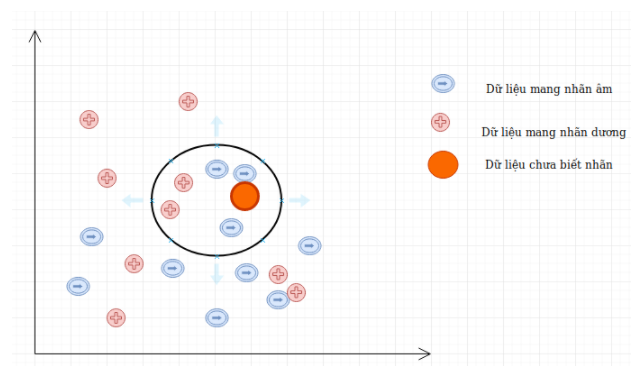 Dữ liệu mang nhãn âm
Dữ liệu mang nhãn dương
Dữ liệu chưa biết nhãn